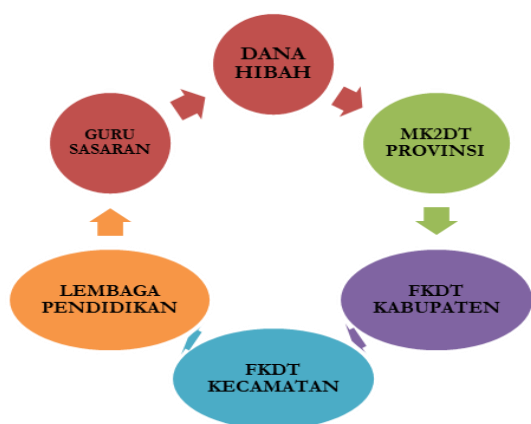 DANA
HIBAH
MK2DT
PROVINSI
FKDT
KABUPATEN
FKDT
KECAMATAN
LEMBAGA
PENDIDIKAN
GURU
SASARAN